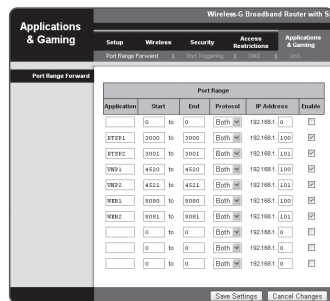 Wireless-G Broadband Router with S
Applications
& Gaming
Setup Wireless Security Access Restrictions Applications & Gaming
Port Range Forward | Port Triggering | DMZ | QoS
Port Range Forward
Port Range
Application Start End Protocol IP Address Enable
0 to 0 Both 192.168.1. 0
RTSP1 3000 to 3000 Both 192.168.1. 100
RTSP2 3001 to 3001 Both 192.168.1. 101
VNP1 4520 to 4520 Both 192.168.1. 100
VNP2 4521 to 4521 Both 192.168.1. 101
WEB1 8080 to 8080 Both 192.168.1. 100
WEB2 8081 to 8081 Both 192.168.1. 101
0 to 0 Both 192.168.1. 0
0 to 0 Both 192.168.1. 0
0 to 0 Both 192.168.1. 0
Save Settings Cancel Changes